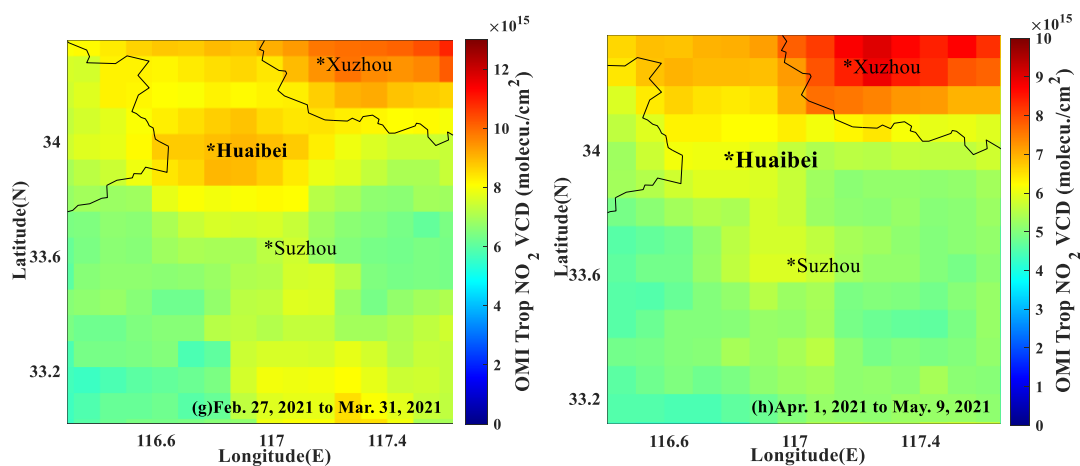 ×10^15
12
10
8
6
4
2
0
OMI Trop NO2 VCD (molecu./cm^2)
34
33.6
33.2
Latitude(N)
*Xuzhou
*Huaibei
*Suzhou
(g)Feb. 27, 2021 to Mar. 31, 2021
116.6
117
117.4
Longitude(E)
×10^15
10
9
8
7
6
5
4
3
2
1
0
OMI Trop NO2 VCD (molecu./cm^2)
34
33.6
33.2
Latitude(N)
*Xuzhou
*Huaibei
*Suzhou
(h)Apr. 1, 2021 to May. 9, 2021
116.6
117
117.4
Longitude(E)